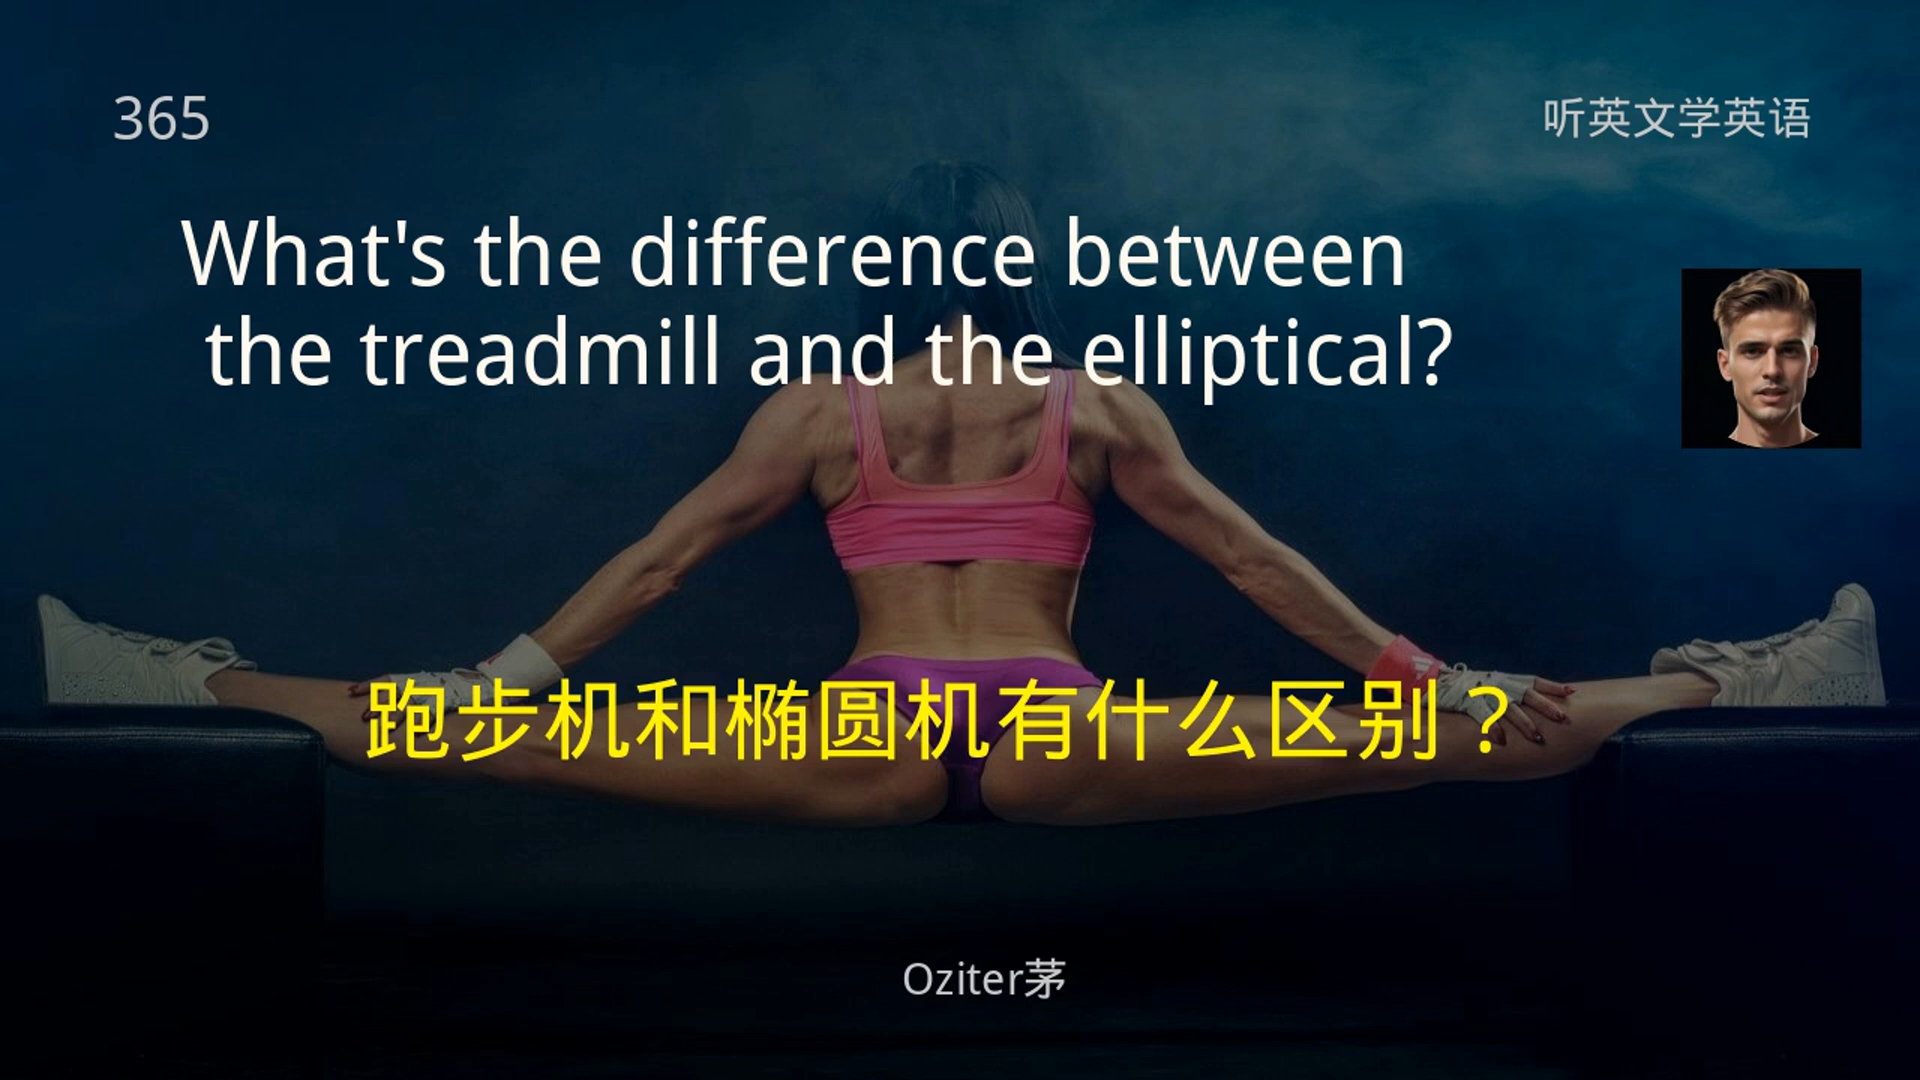 365
听英文学英语
What's the difference between
the treadmill and the elliptical?
跑步机和椭圆机有什么区别？
Oziter茅